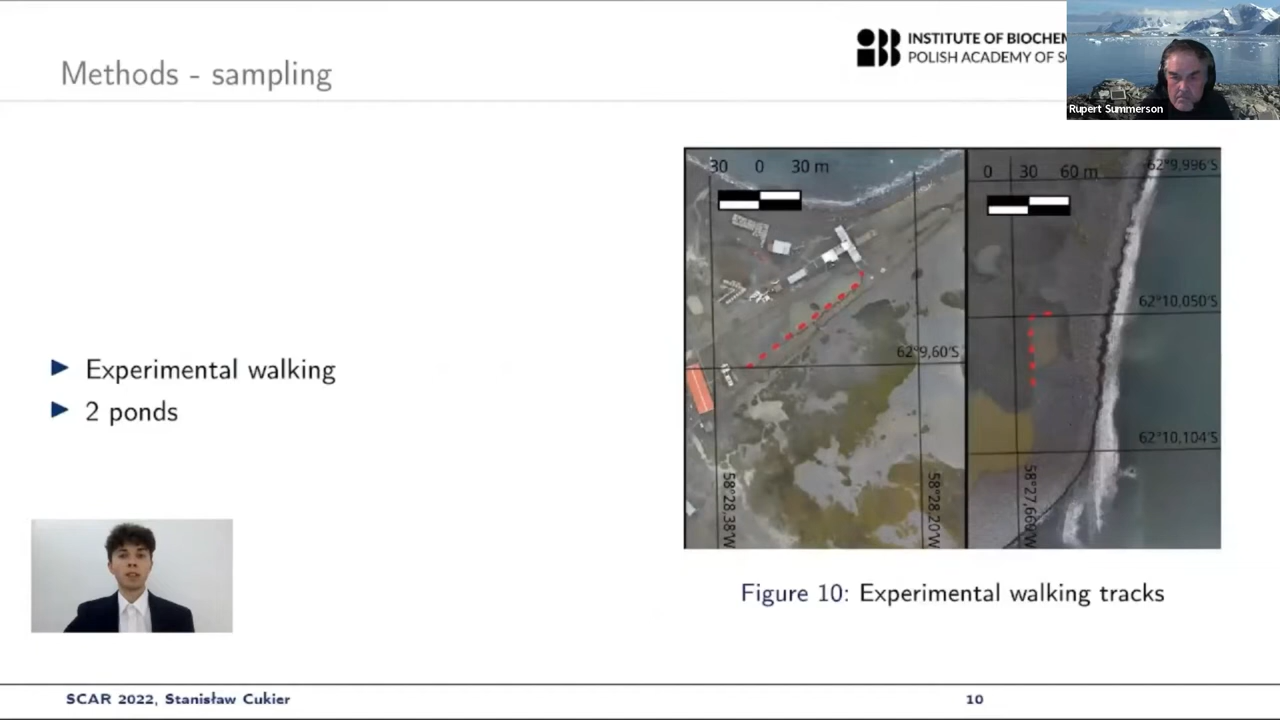 Methods - sampling
INSTITUTE OF BIOCHEM
POLISH ACADEMY OF SC
Rupert Summerson
30 0 30 m
0 30 60 m
62°9,996'S
62°10,050'S
62°9,60'S
62°10,104'S
58°28,38'W
58°28,20'W
58°27,660'W
Experimental walking
2 ponds
Figure 10: Experimental walking tracks
SCAR 2022, Stanisław Cukier
10